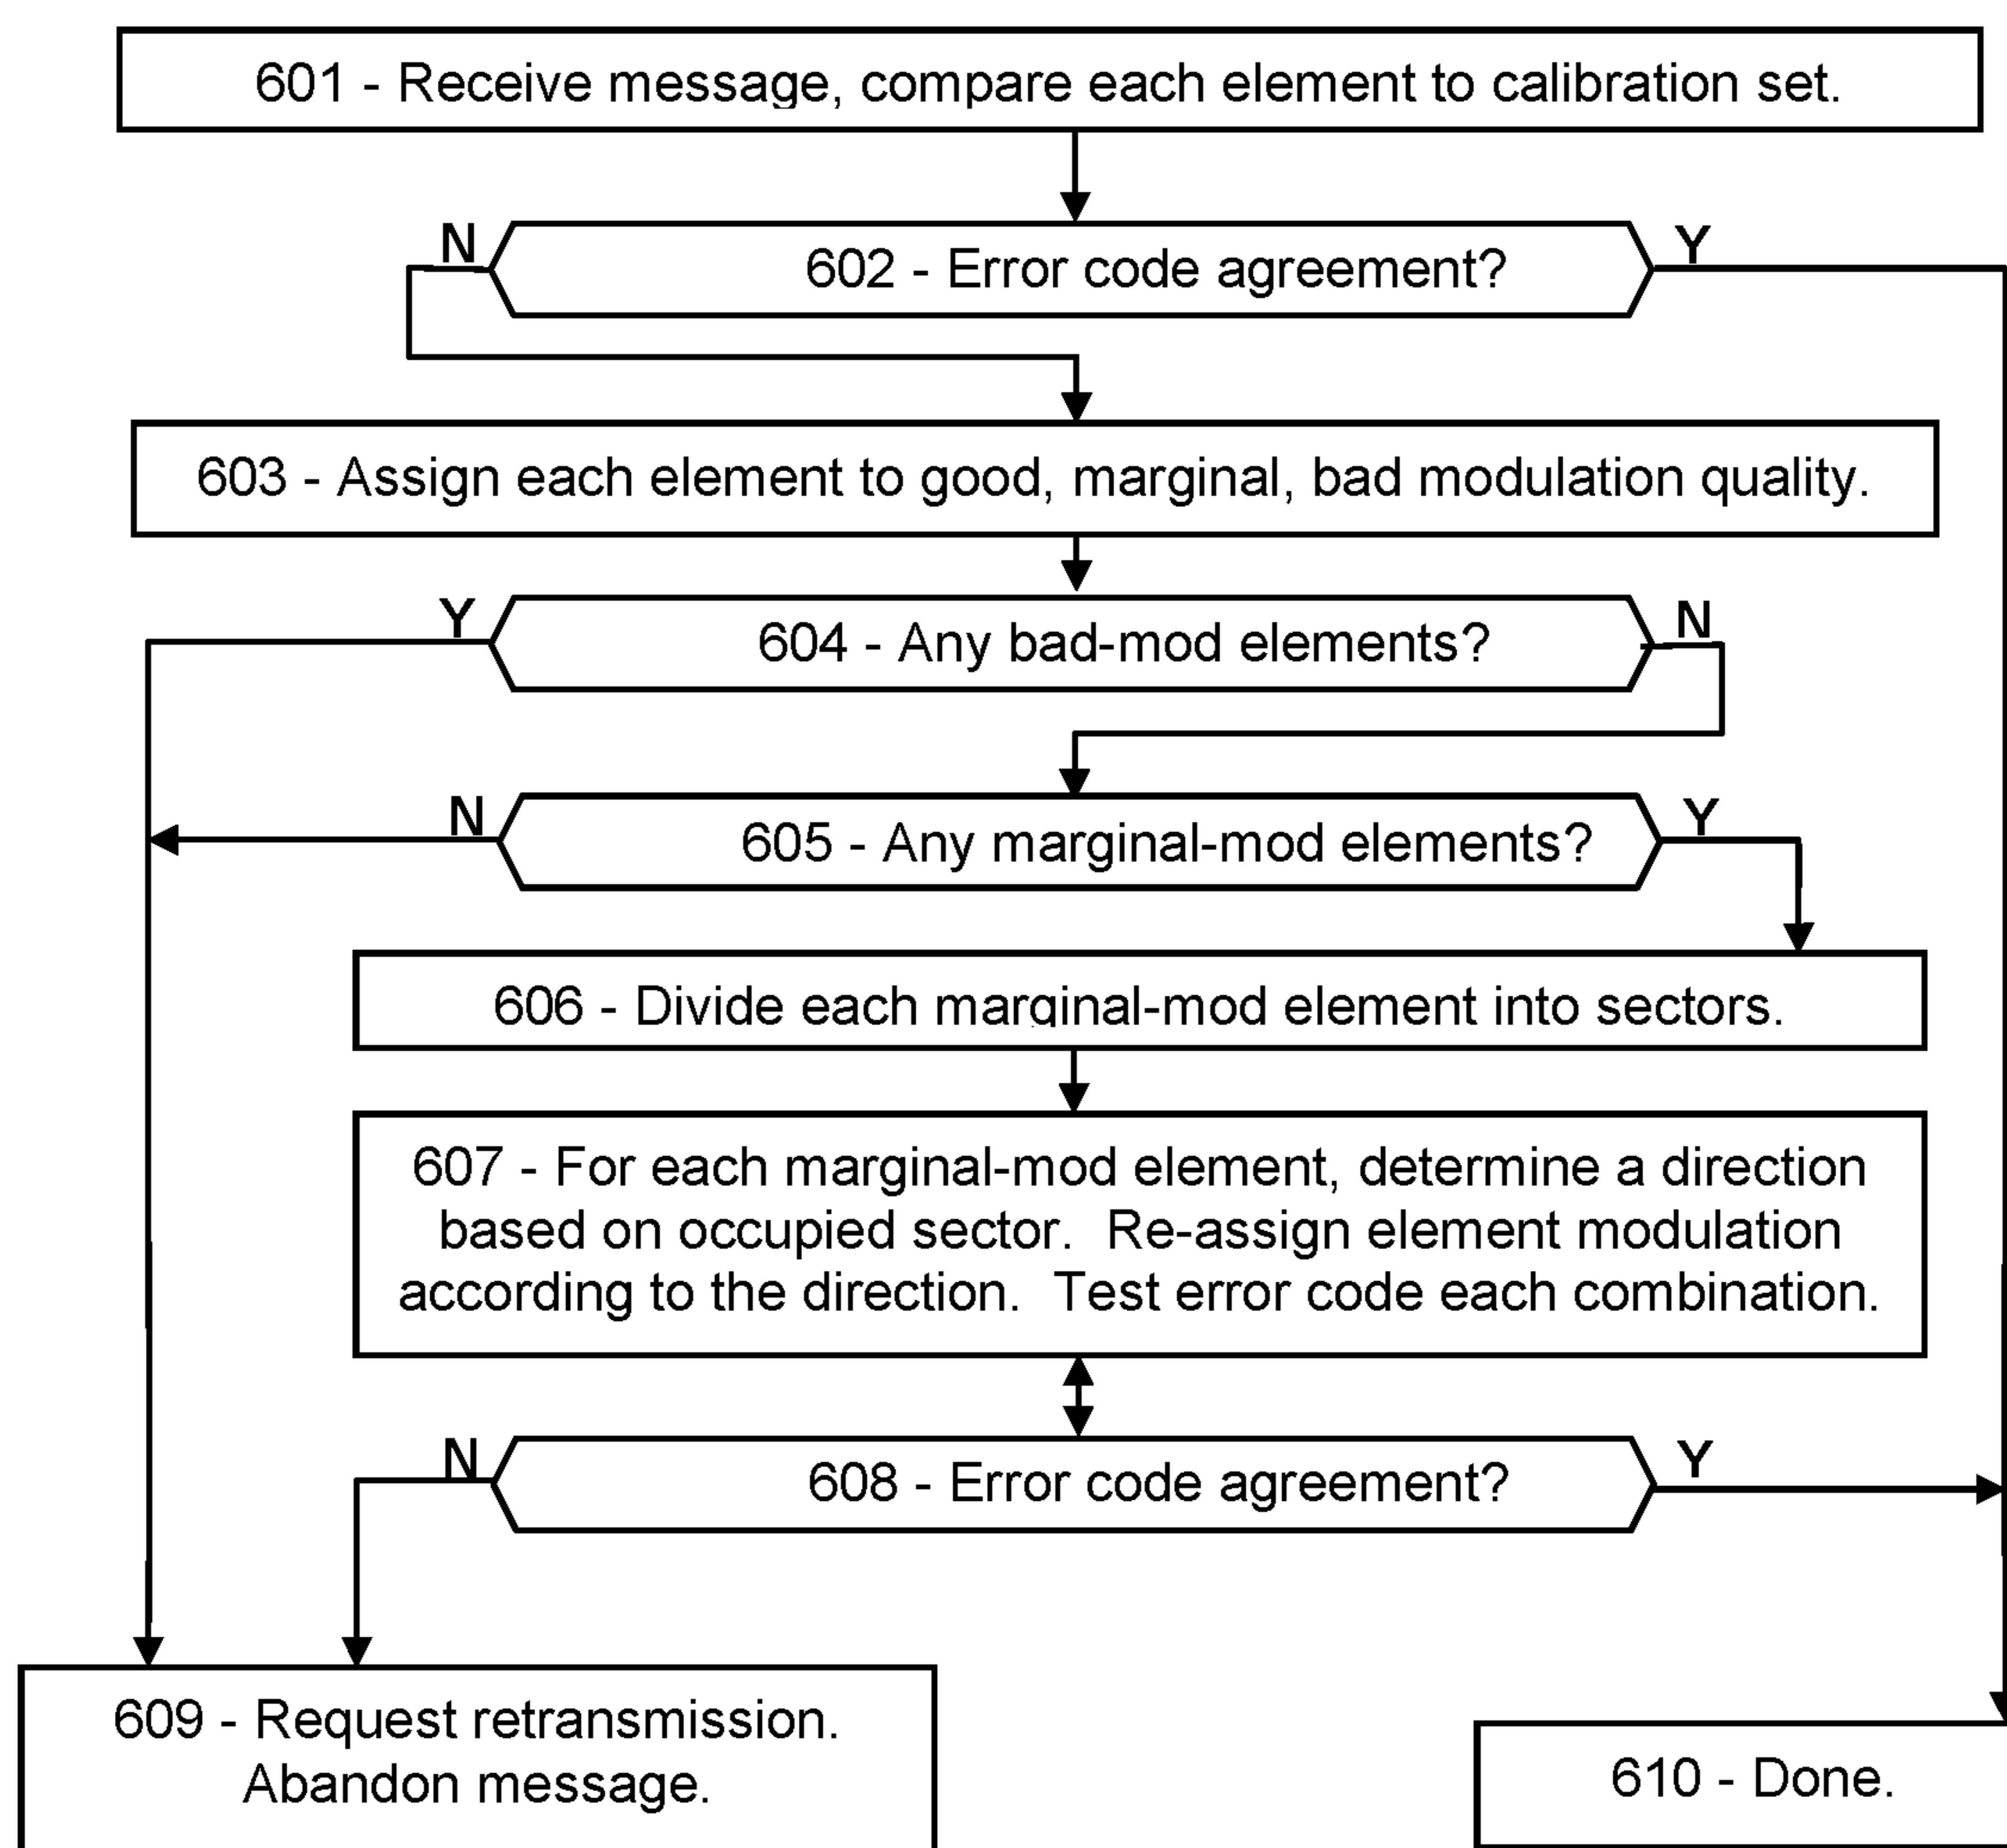 601 - Receive message, compare each element to calibration set.
N
Y
602 - Error code agreement?
603 - Assign each element to good, marginal, bad modulation quality.
Y
N
604 - Any bad-mod elements?
N
Y
605 - Any marginal-mod elements?
606 - Divide each marginal-mod element into sectors.
607 - For each marginal-mod element, determine a direction
based on occupied sector. Re-assign element modulation
according to the direction. Test error code each combination.
N
Y
608 - Error code agreement?
609 - Request retransmission.
Abandon message.
610 - Done.